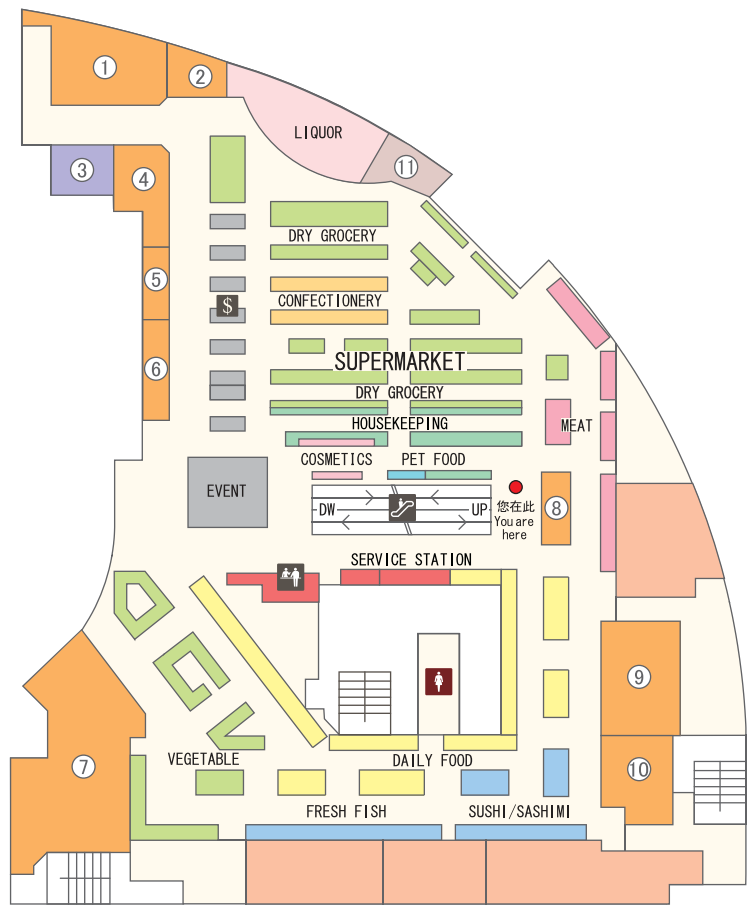 ①
②
LIQUOR
⑪
③
④
DRY GROCERY
⑤
CONFECTIONERY
$
SUPERMARKET
⑥
DRY GROCERY
HOUSEKEEPING
MEAT
COSMETICS
PET FOOD
EVENT
DW
UP
您在此
You are
here
⑧
SERVICE STATION
⑨
VEGETABLE
DAILY FOOD
⑦
⑩
FRESH FISH
SUSHI/SASHIMI